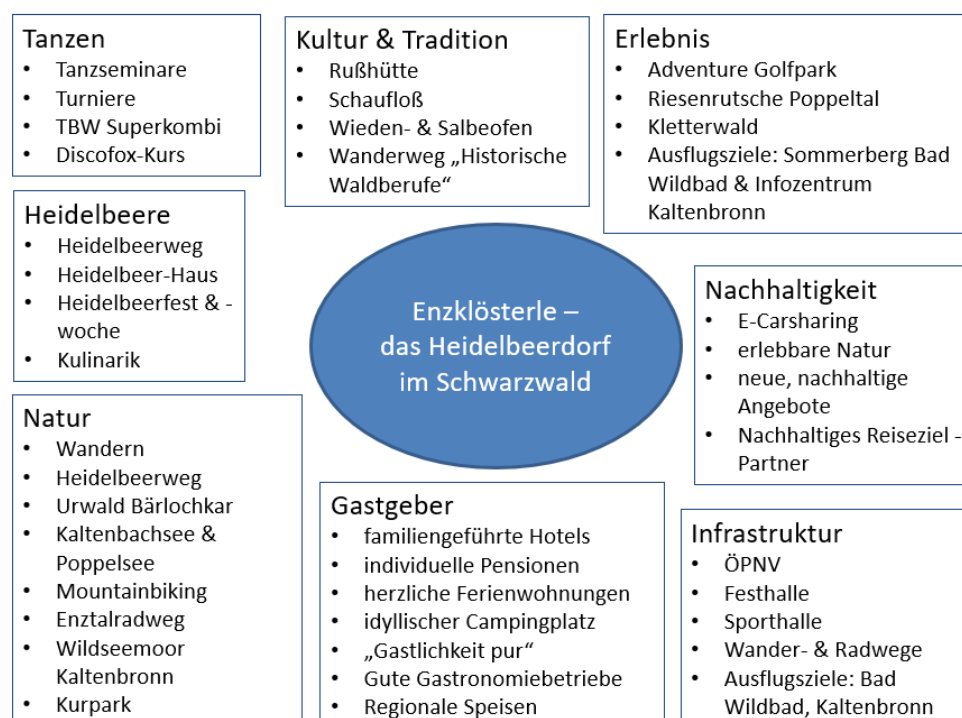 Tanzen
• Tanzseminare
• Turniere
• TBW Superkombi
• Discofox-Kurs
Kultur & Tradition
• Rußhütte
• Schaufloß
• Wieden- & Salbeofen
• Wanderweg „Historische
Waldberufe“
Erlebnis
• Adventure Golfpark
• Riesenrutsche Poppeltal
• Kletterwald
• Ausflugsziele: Sommerberg Bad
Wildbad & Infozentrum
Kaltenbronn
Heidelbeere
• Heidelbeerweg
• Heidelbeer-Haus
• Heidelbeerfest & -
woche
• Kulinarik
Enzklösterle –
das Heidelbeerdorf
im Schwarzwald
Nachhaltigkeit
• E-Carsharing
• erlebbare Natur
• neue, nachhaltige
Angebote
• Nachhaltiges Reiseziel -
Partner
Natur
• Wandern
• Heidelbeerweg
• Urwald Bärlochkar
• Kaltenbachsee &
Poppelsee
• Mountainbiking
• Enztalradweg
• Wildseemoor
Kaltenbronn
• Kurpark
Gastgeber
• familiengeführte Hotels
• individuelle Pensionen
• herzliche Ferienwohnungen
• idyllischer Campingplatz
• „Gastlichkeit pur“
• Gute Gastronomiebetriebe
• Regionale Speisen
Infrastruktur
• ÖPNV
• Festhalle
• Sporthalle
• Wander- & Radwege
• Ausflugsziele: Bad
Wildbad, Kaltenbronn